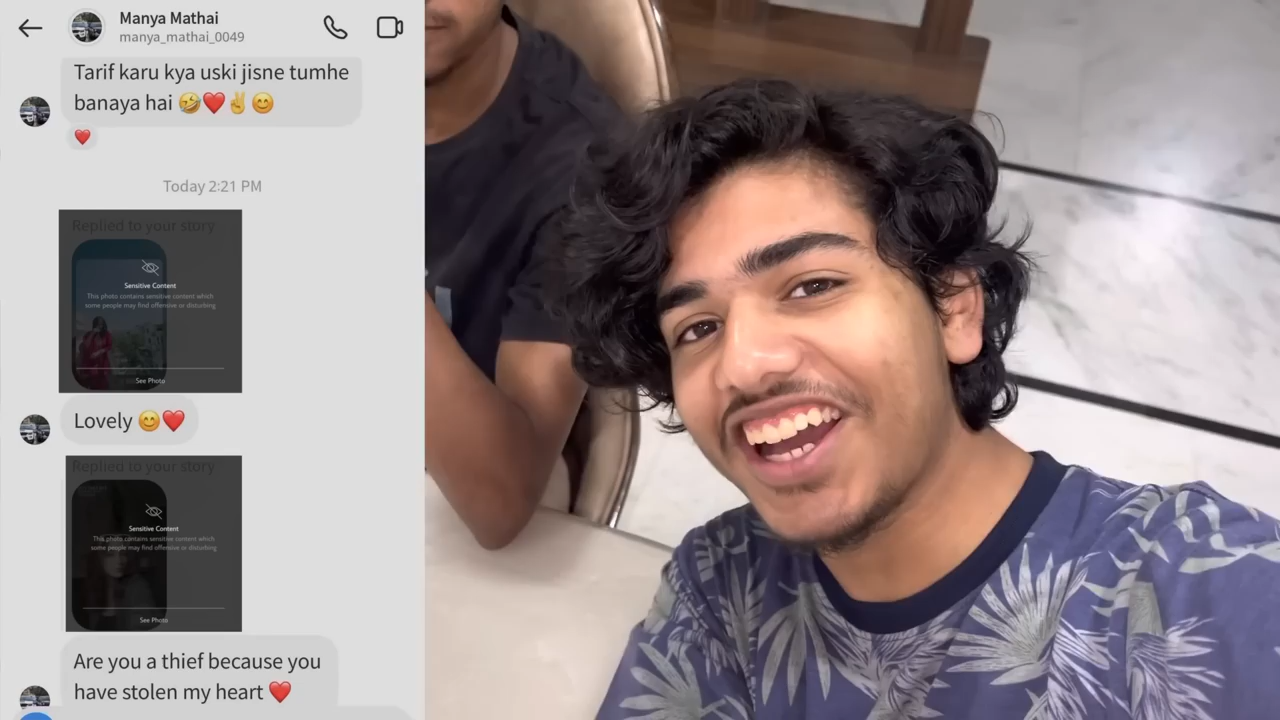 Manya Mathai
manya_mathai_0049
Tarif karu kya uski jisne tumhe
banaya hai 🤣❤️✌️😊
❤️
Today 2:21 PM
Replied to your story
Sensitive Content
This photo contains sensitive content which
some people may find offensive or disturbing
See Photo
Lovely 😊❤️
Replied to your story
Sensitive Content
This photo contains sensitive content which
some people may find offensive or disturbing
See Photo
Are you a thief because you
have stolen my heart ❤️